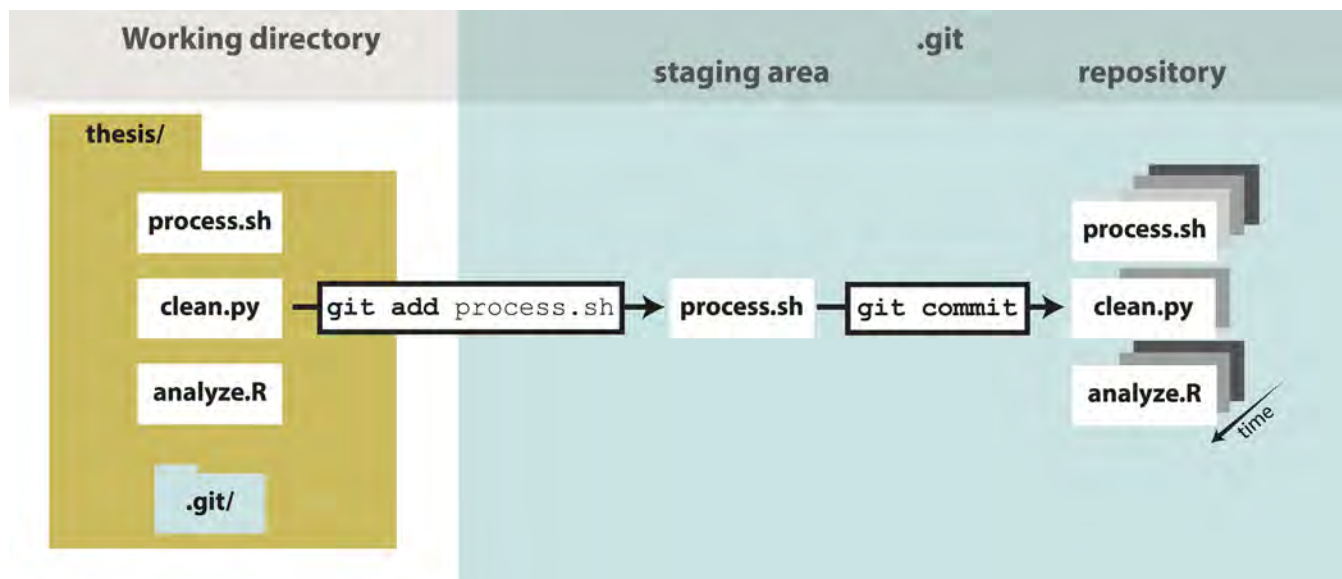 Working directory
.git
staging area
repository
thesis/
process.sh
clean.py
analyze.R
.git/
git add process.sh
process.sh
git commit
process.sh
clean.py
analyze.R
time